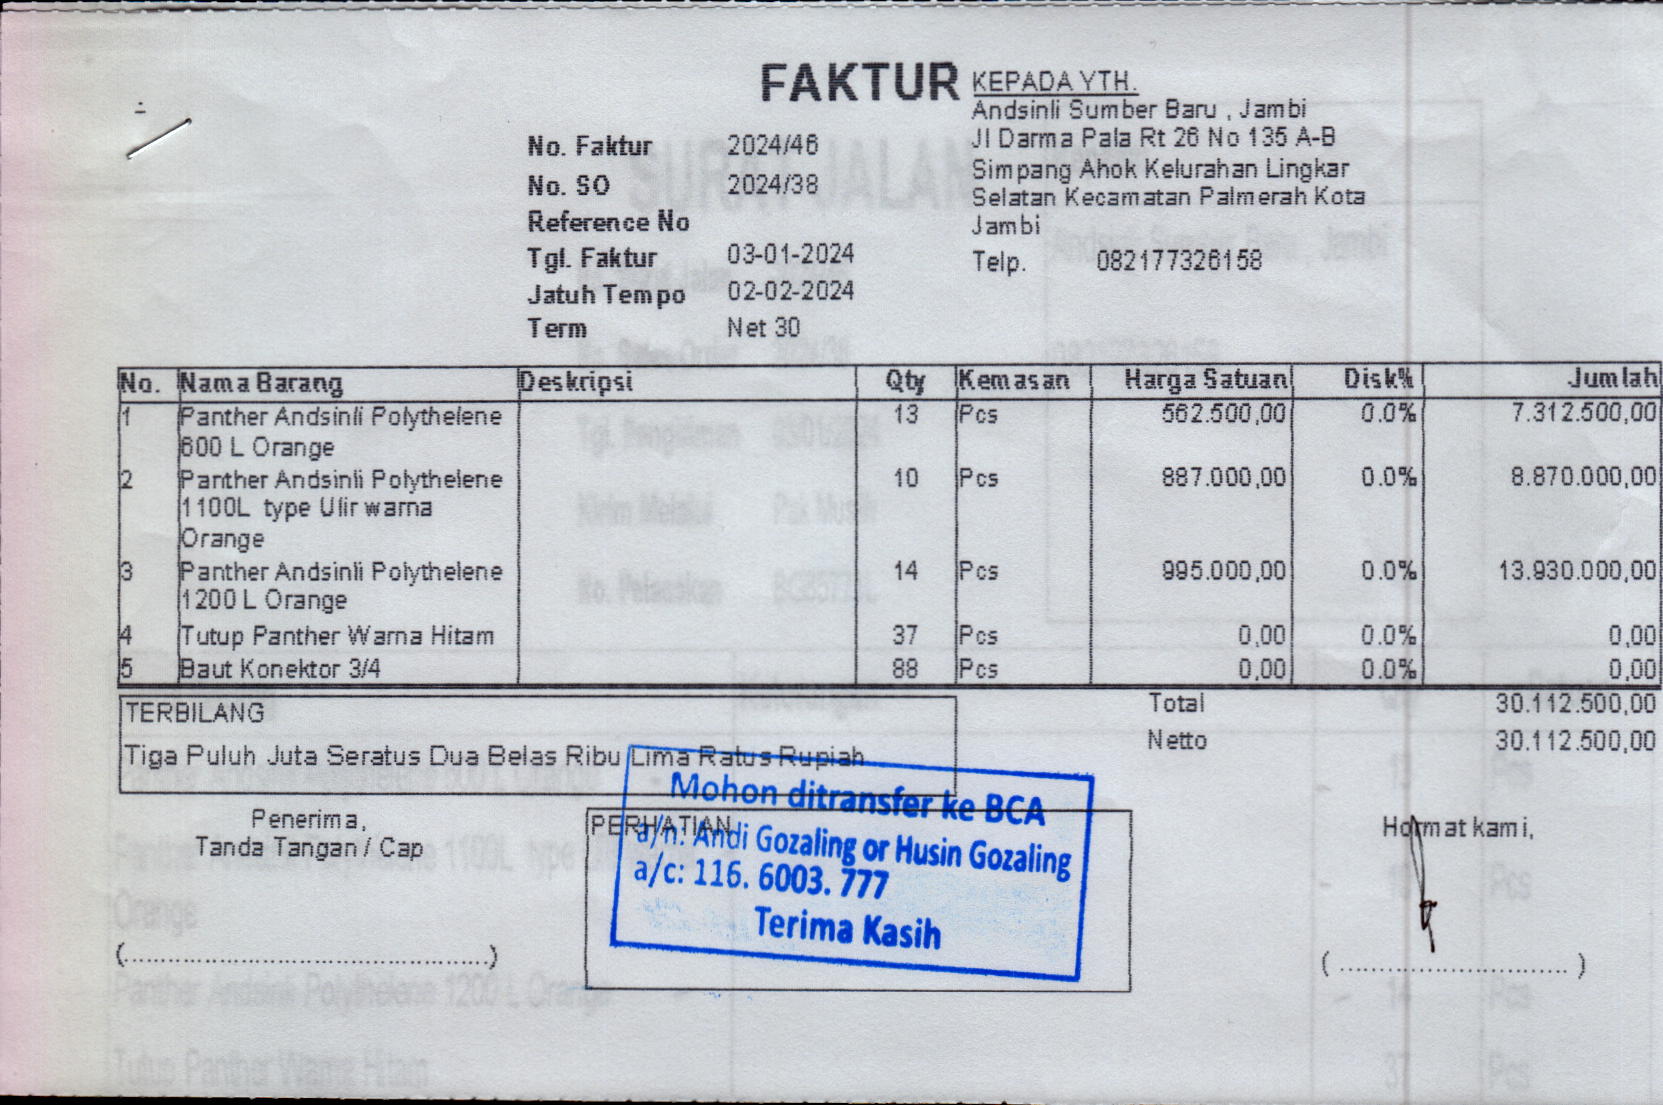 FAKTUR
KEPADA YTH.
Andsinli Sumber Baru , Jambi
Jl Darma Pala Rt 26 No 135 A-B
Simpang Ahok Kelurahan Lingkar
Selatan Kecamatan Palmerah Kota
Jambi
Telp. 082177326158
No. Faktur 2024/46
No. SO 2024/38
Reference No
Tgl. Faktur 03-01-2024
Jatuh Tempo 02-02-2024
Term Net 30
No. Nama Barang Deskripsi Qty Kemasan Harga Satuan Disk% Jumlah
1 Panther Andsinli Polythelene 13 Pcs 562.500,00 0.0% 7.312.500,00
600 L Orange
2 Panther Andsinli Polythelene 10 Pcs 887.000,00 0.0% 8.870.000,00
1100L type Ulir warna
Orange
3 Panther Andsinli Polythelene 14 Pcs 995.000,00 0.0% 13.930.000,00
1200 L Orange
4 Tutup Panther Warna Hitam 37 Pcs 0,00 0.0% 0,00
5 Baut Konektor 3/4 88 Pcs 0,00 0.0% 0,00
Total 30.112.500,00
Netto 30.112.500,00
TERBILANG
Tiga Puluh Juta Seratus Dua Belas Ribu Lima Ratus Rupiah
Penerima,
Tanda Tangan / Cap
(................................................)
PERHATIAN
Mohon ditransfer ke BCA
a/n: Andi Gozaling or Husin Gozaling
a/c: 116. 6003. 777
Terima Kasih
Hormat kami,
( .............................. )